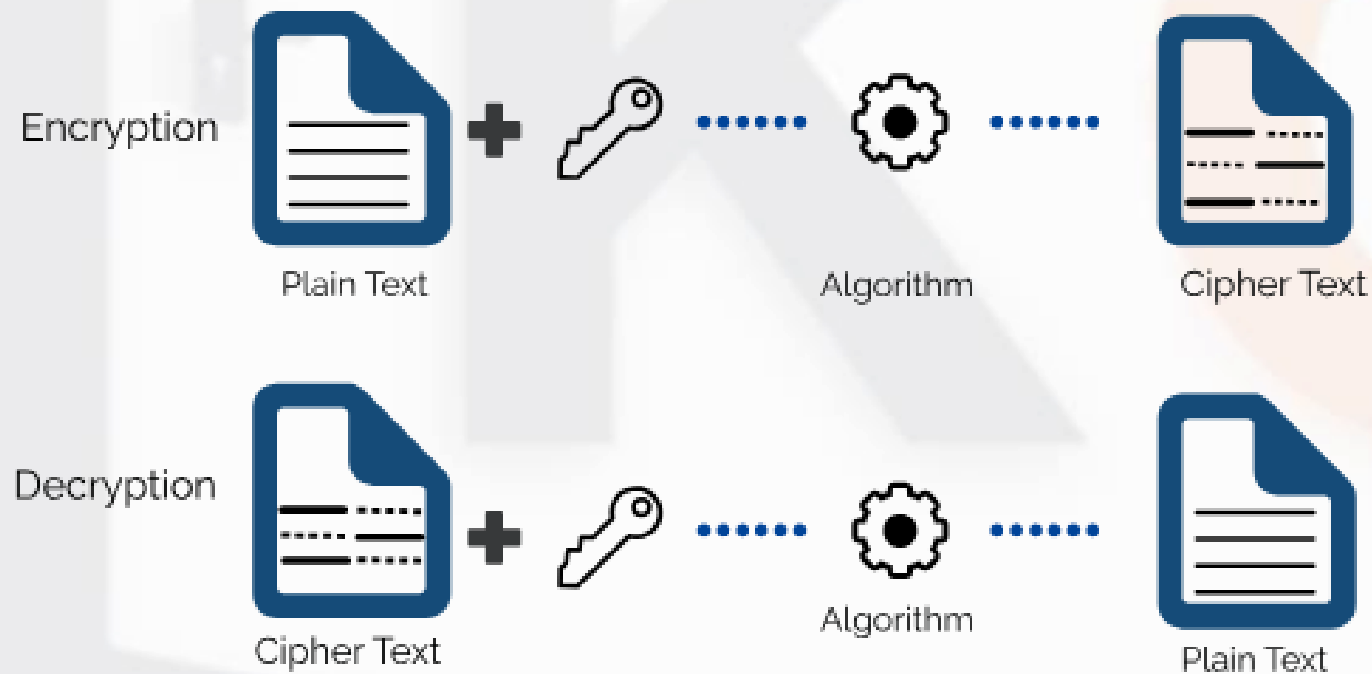 Encryption
Plain Text
Algorithm
Cipher Text
Decryption
Cipher Text
Algorithm
Plain Text